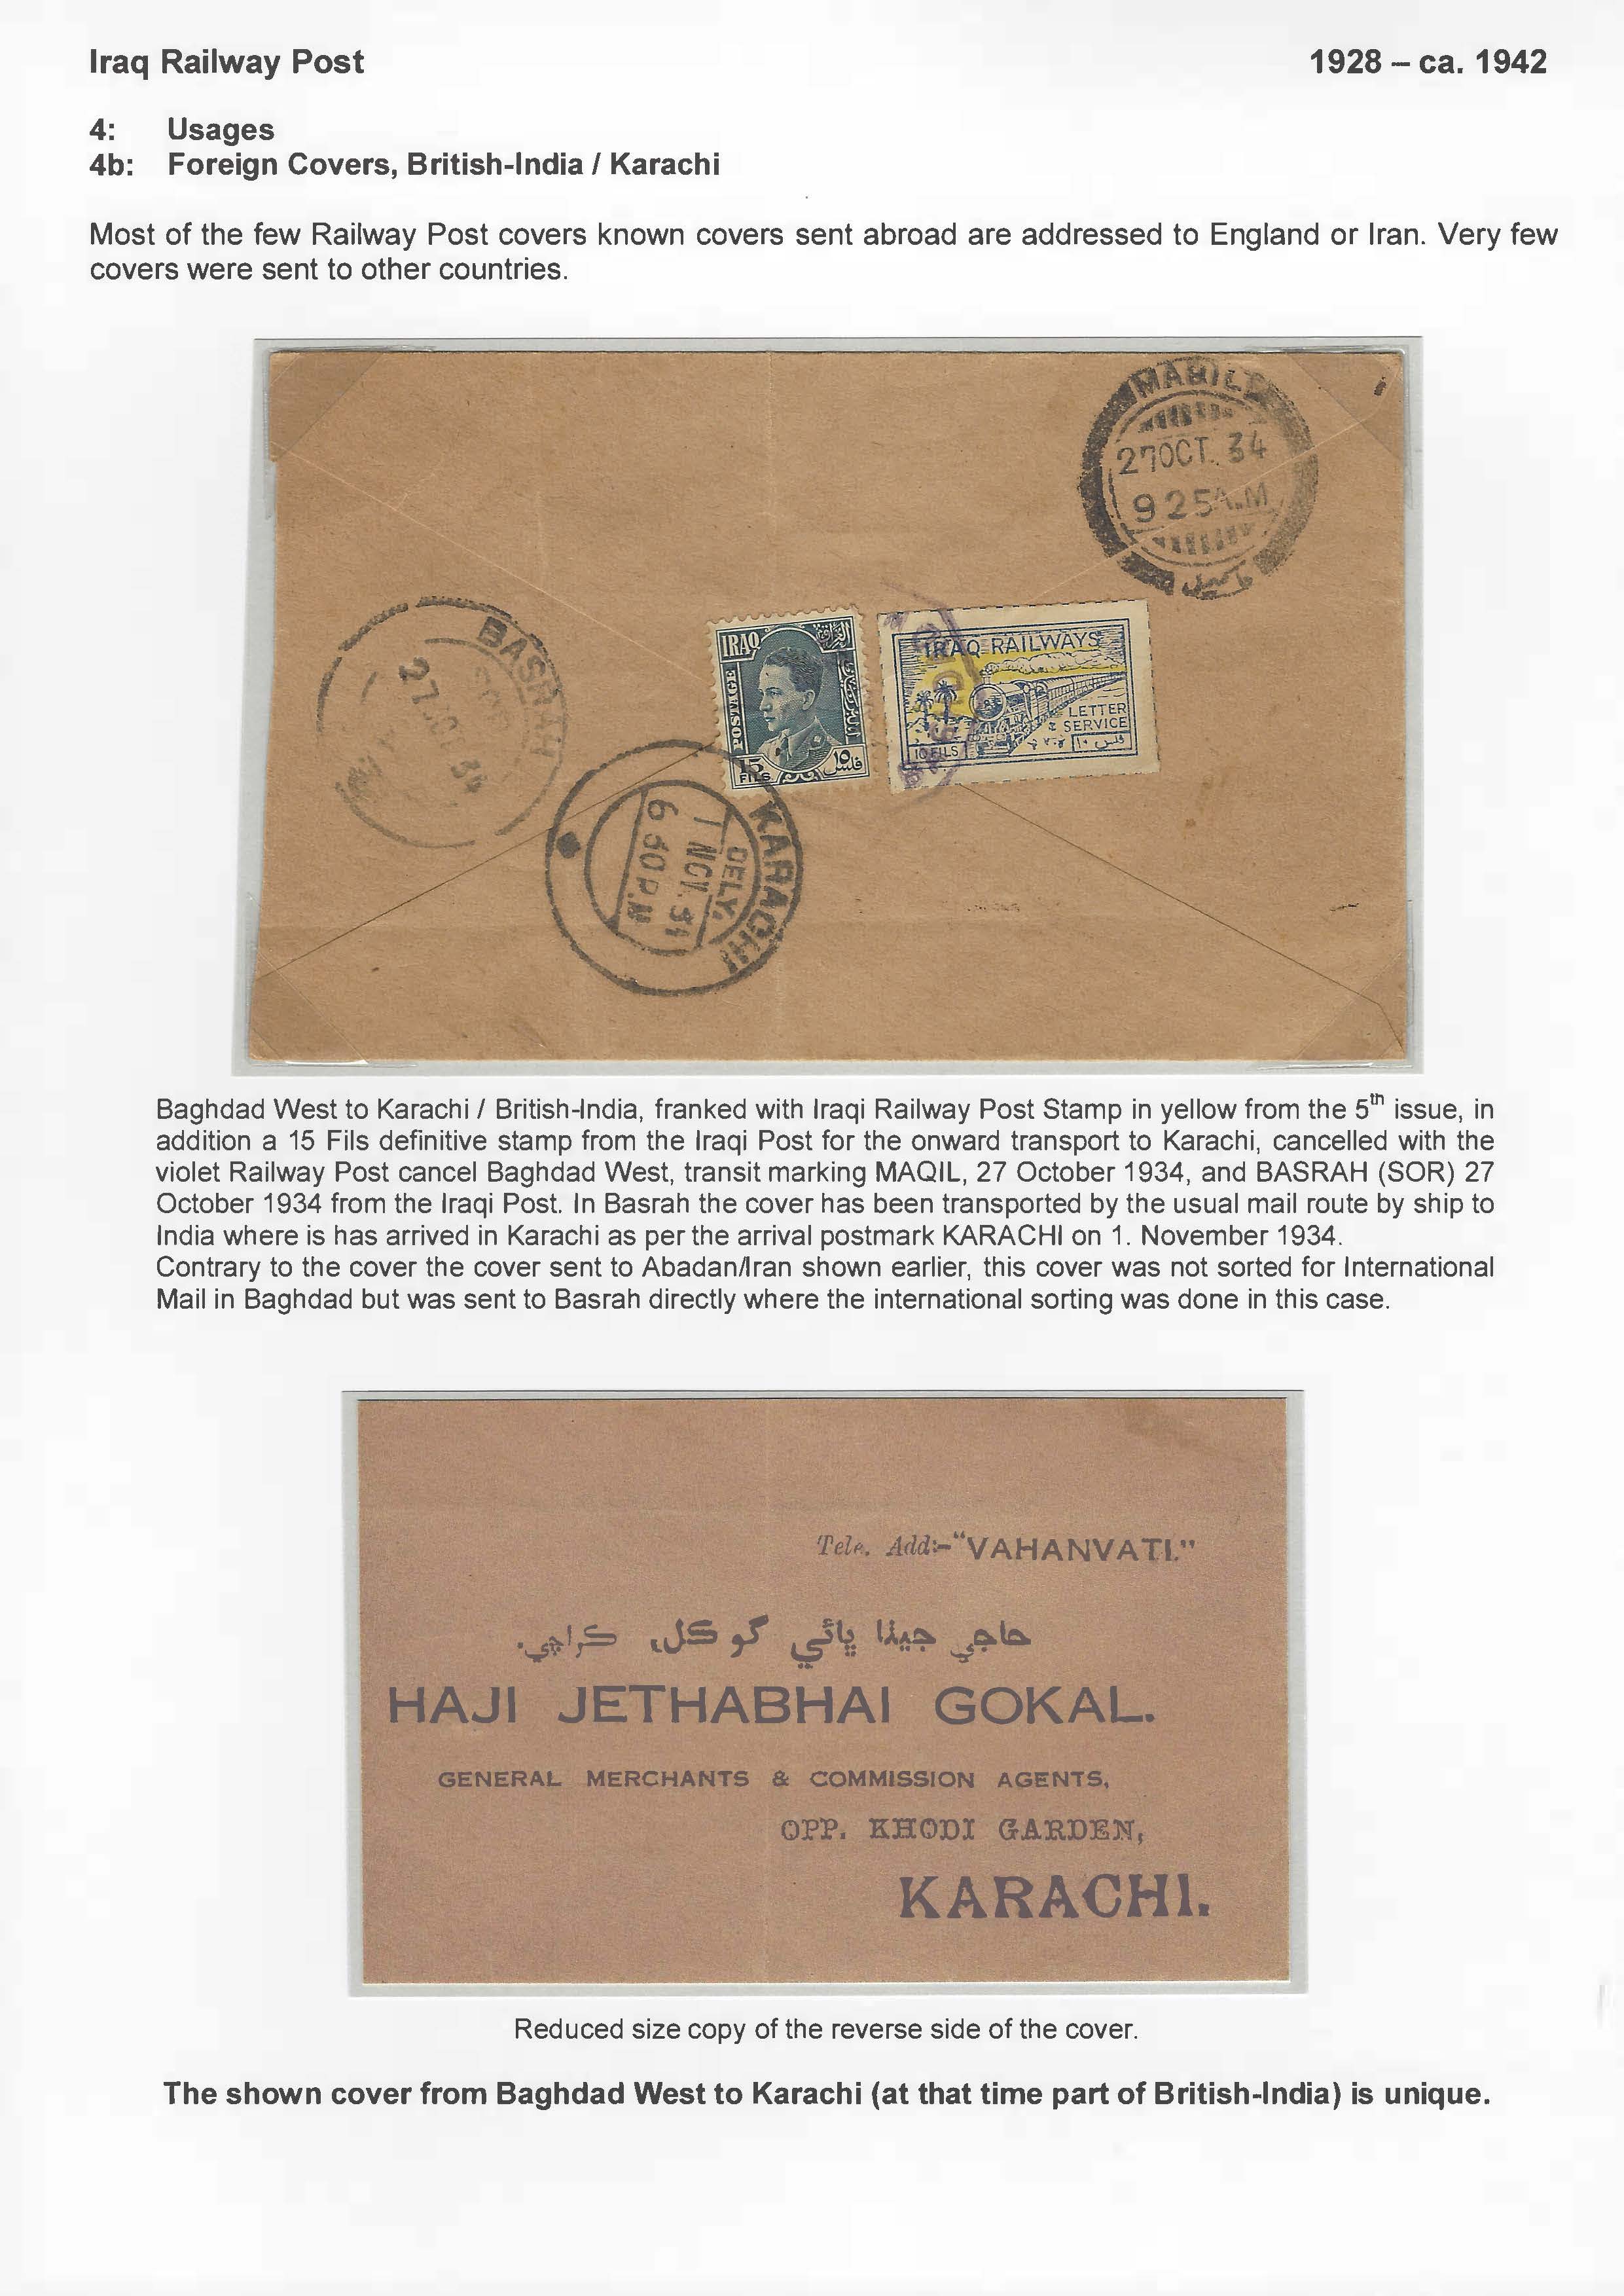 Iraq Railway Post
1928 – ca. 1942
4: Usages
4b: Foreign Covers, British-India / Karachi
Most of the few Railway Post covers known covers sent abroad are addressed to England or Iran. Very few
covers were sent to other countries.
27 OCT. 34
9 25 A.M
BASRAH
27 OCT 34
IRAQ
العراق
POSTAGE
15
FILS
١٥
فلس
IRAQ RAILWAYS
LETTER
SERVICE
10 FILS
١٠ فلس
KARACHI
DELY.
1 NOV. 34
6 30 P.M
Baghdad West to Karachi / British-India, franked with Iraqi Railway Post Stamp in yellow from the 5th issue, in
addition a 15 Fils definitive stamp from the Iraqi Post for the onward transport to Karachi, cancelled with the
violet Railway Post cancel Baghdad West, transit marking MAQIL, 27 October 1934, and BASRAH (SOR) 27
October 1934 from the Iraqi Post. In Basrah the cover has been transported by the usual mail route by ship to
India where is has arrived in Karachi as per the arrival postmark KARACHI on 1. November 1934.
Contrary to the cover the cover sent to Abadan/Iran shown earlier, this cover was not sorted for International
Mail in Baghdad but was sent to Basrah directly where the international sorting was done in this case.
Tele. Add:-"VAHANVATI."
حاجي جيٺا ڀائي گوڪل، ڪراچي.
HAJI JETHABHAI GOKAL.
GENERAL MERCHANTS & COMMISSION AGENTS,
OPP. KHODI GARDEN,
KARACHI.
Reduced size copy of the reverse side of the cover.
The shown cover from Baghdad West to Karachi (at that time part of British-India) is unique.